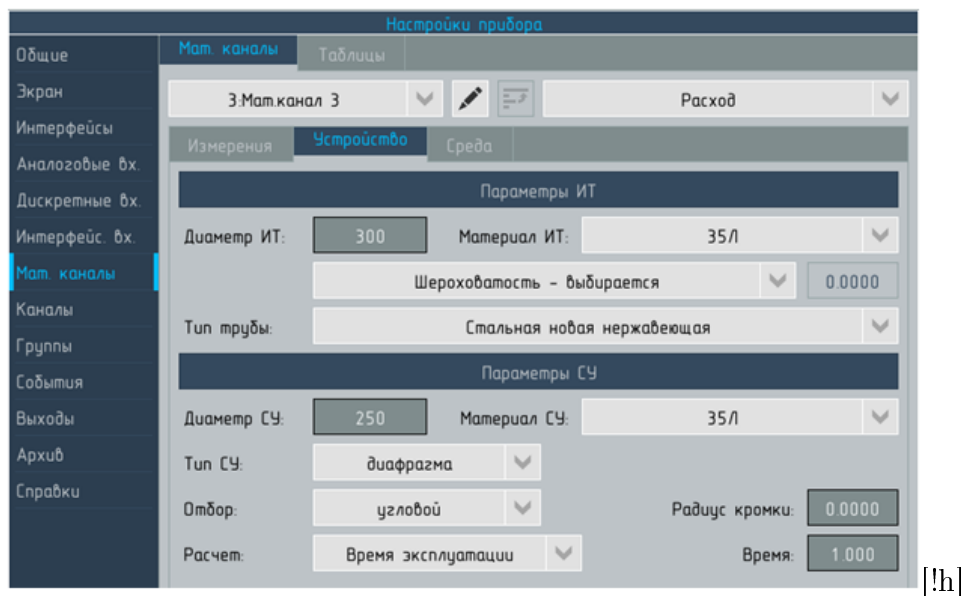 Настройки прибора
Общие
Экран
Интерфейсы
Аналоговые вх.
Дискретные вх.
Интерфейс. вх.
Мат. каналы
Каналы
Группы
События
Выходы
Архив
Справки
Мат. каналы Таблицы
3:Мат.канал 3 Расход
Измерения Устройство Среда
Параметры ИТ
Диаметр ИТ: 300 Материал ИТ: 35Л
Шероховатость - выбирается 0.0000
Тип трубы: Стальная новая нержавеющая
Параметры СУ
Диаметр СУ: 250 Материал СУ: 35Л
Тип СУ: диафрагма
Отбор: угловой Радиус кромки: 0.0000
Расчет: Время эксплуатации Время: 1.000
[!h]